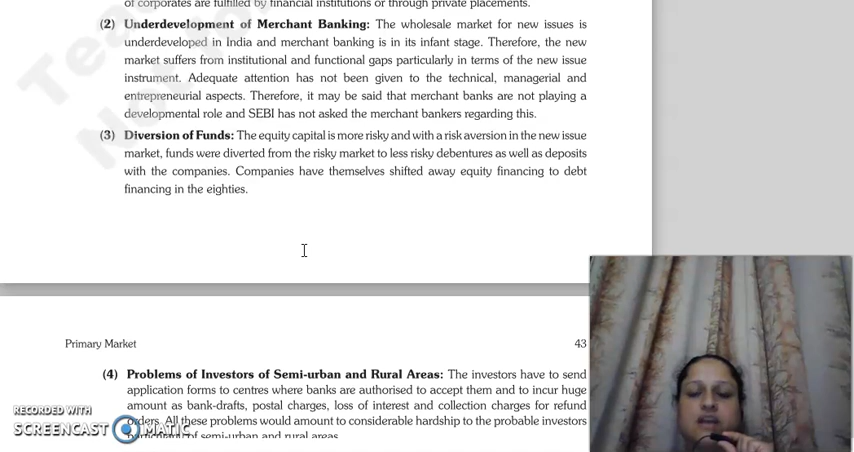 of corporates are fulfilled by financial institutions or through private placements.
(2) Underdevelopment of Merchant Banking: The wholesale market for new issues is
underdeveloped in India and merchant banking is in its infant stage. Therefore, the new
market suffers from institutional and functional gaps particularly in terms of the new issue
instrument. Adequate attention has not been given to the technical, managerial and
entrepreneurial aspects. Therefore, it may be said that merchant banks are not playing a
developmental role and SEBI has not asked the merchant bankers regarding this.
(3) Diversion of Funds: The equity capital is more risky and with a risk aversion in the new issue
market, funds were diverted from the risky market to less risky debentures as well as deposits
with the companies. Companies have themselves shifted away equity financing to debt
financing in the eighties.
Primary Market 43
(4) Problems of Investors of Semi-urban and Rural Areas: The investors have to send
application forms to centres where banks are authorised to accept them and to incur huge
amount as bank-drafts, postal charges, loss of interest and collection charges for refund
orders. All these problems would amount to considerable hardship to the probable investors
of semi-urban and rural areas.
RECORDED WITH
SCREENCAST MATIC